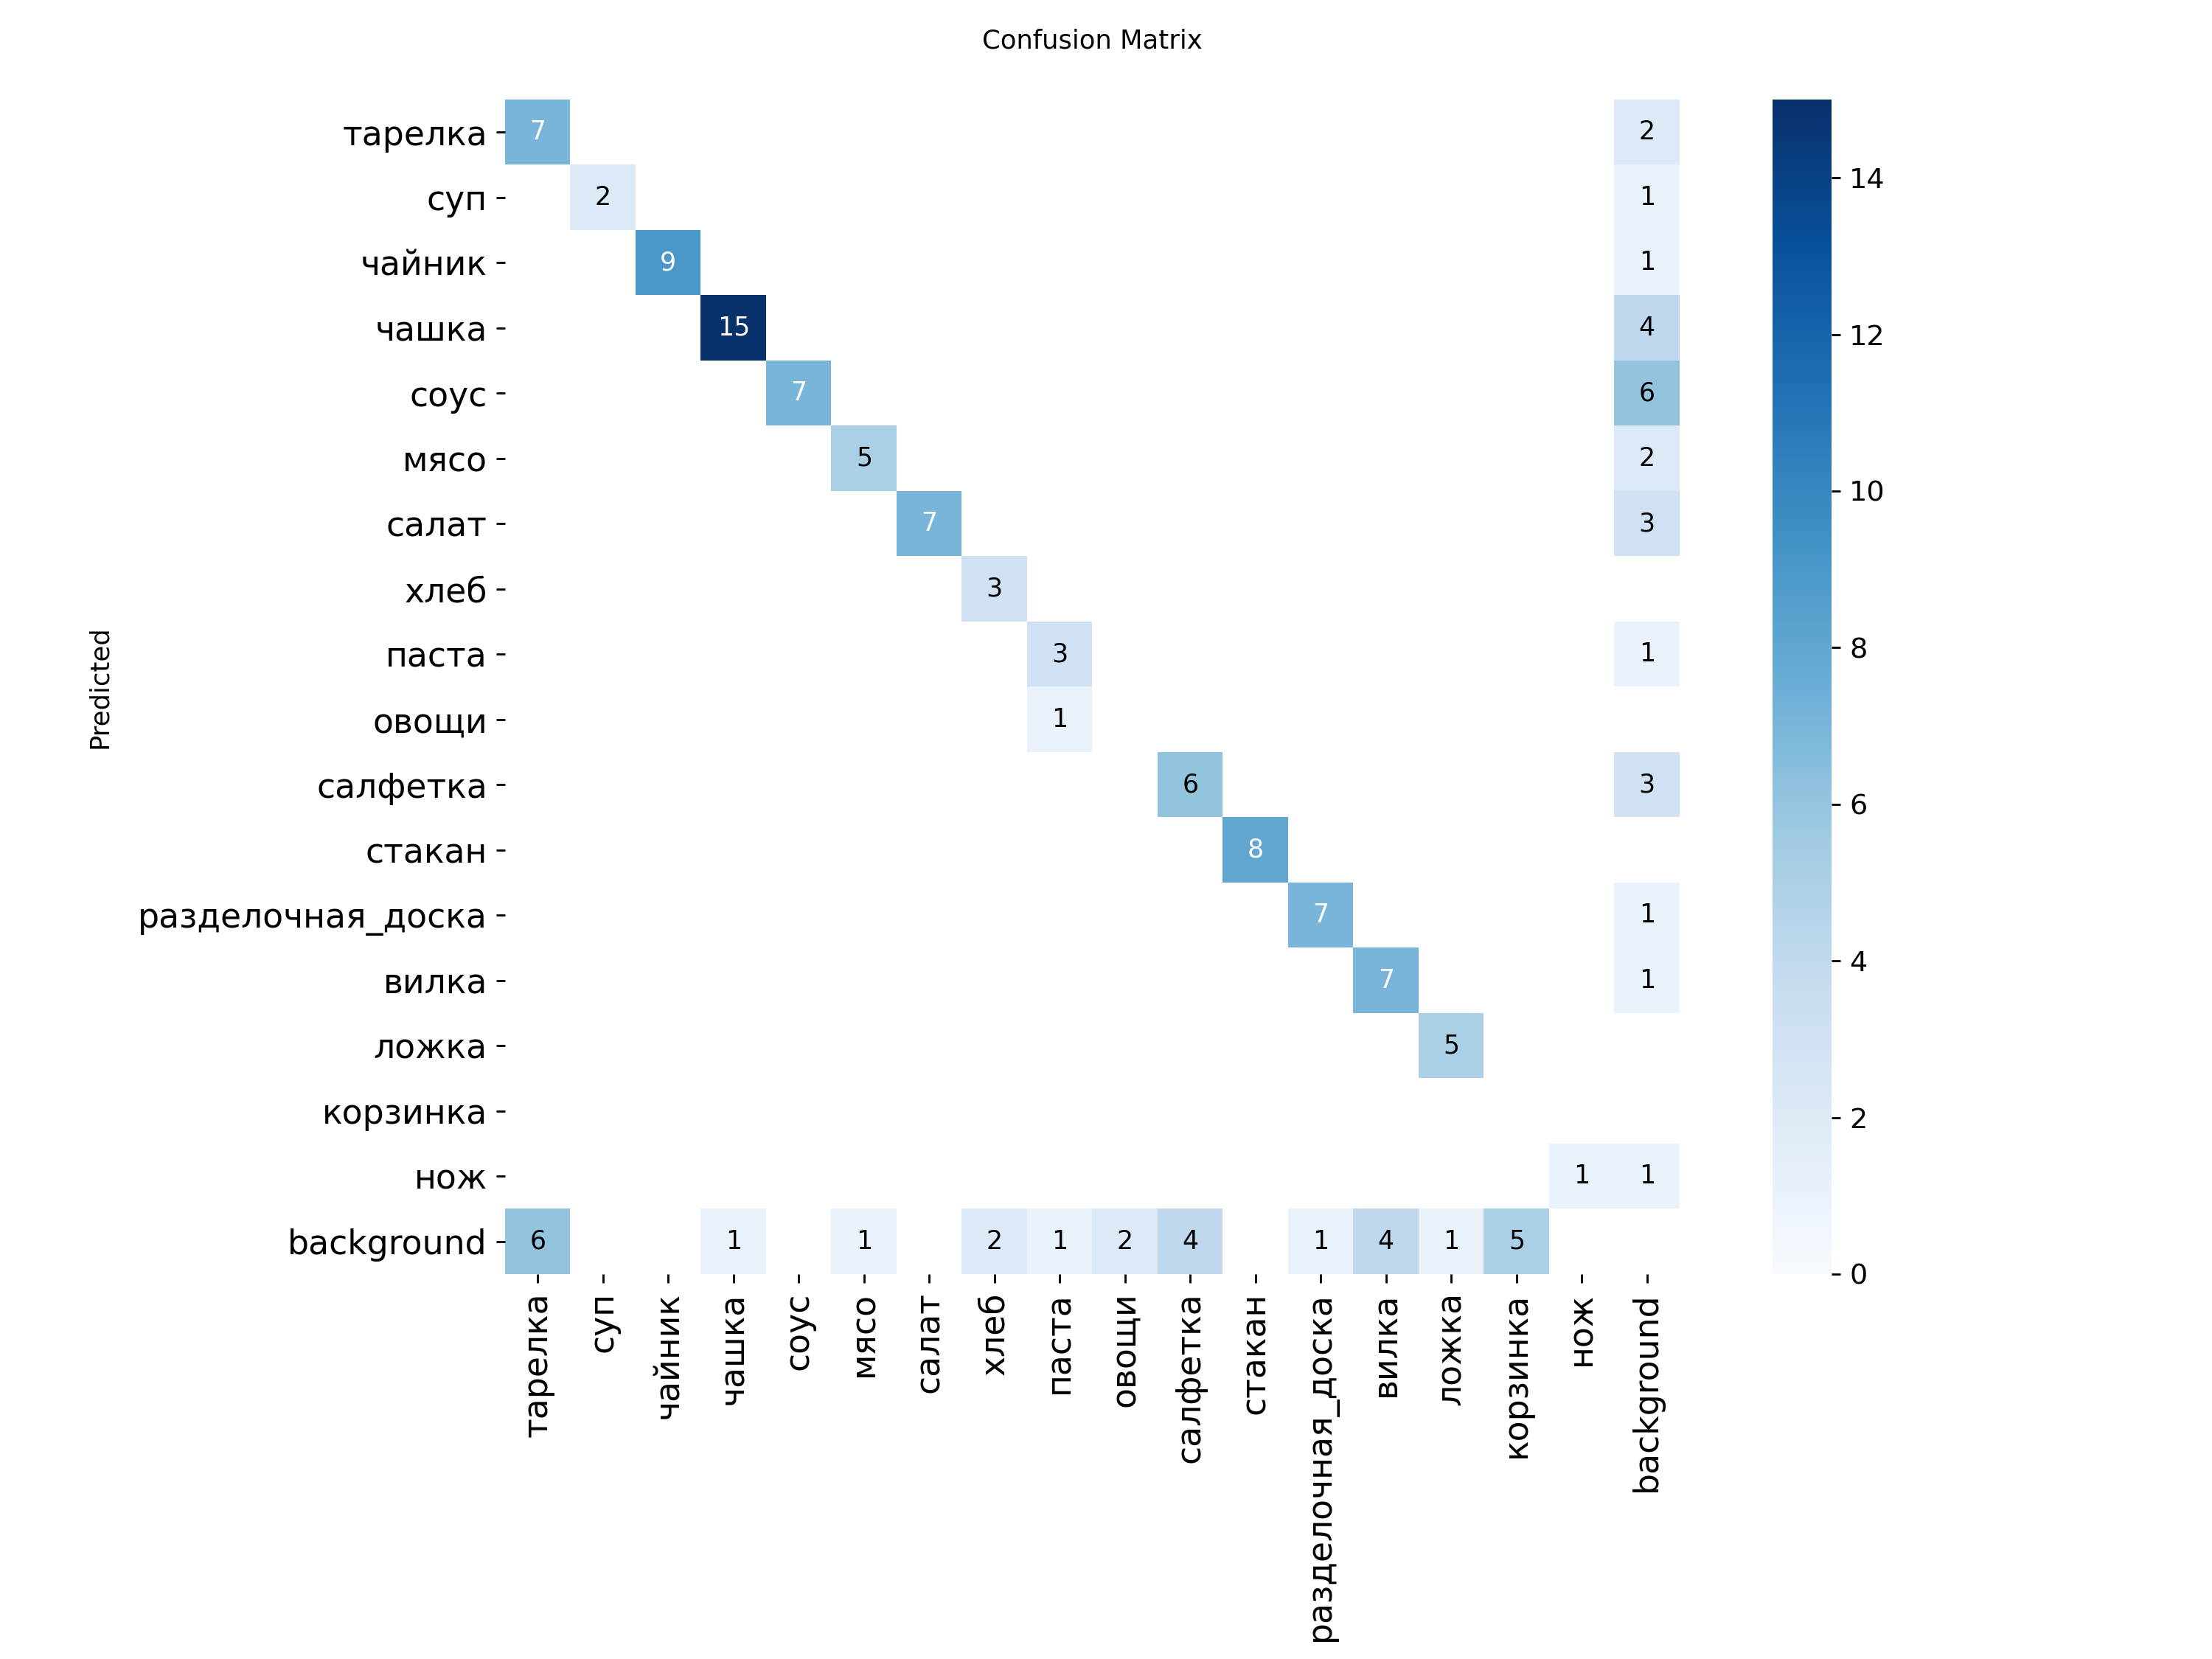 Confusion Matrix
тарелка 7 2
суп 2 1
чайник 9 1
чашка 15 4
соус 7 6
мясо 5 2
салат 7 3
хлеб 3
паста 3 1
овощи 1
салфетка 6 3
стакан 8
разделочная_доска 7 1
вилка 7 1
ложка 5
корзинка
нож 1 1
background 6 1 1 2 1 2 4 1 4 1 5
Predicted
тарелка
суп
чайник
чашка
соус
мясо
салат
хлеб
паста
овощи
салфетка
стакан
разделочная_доска
вилка
ложка
корзинка
нож
background
14
12
10
8
6
4
2
0